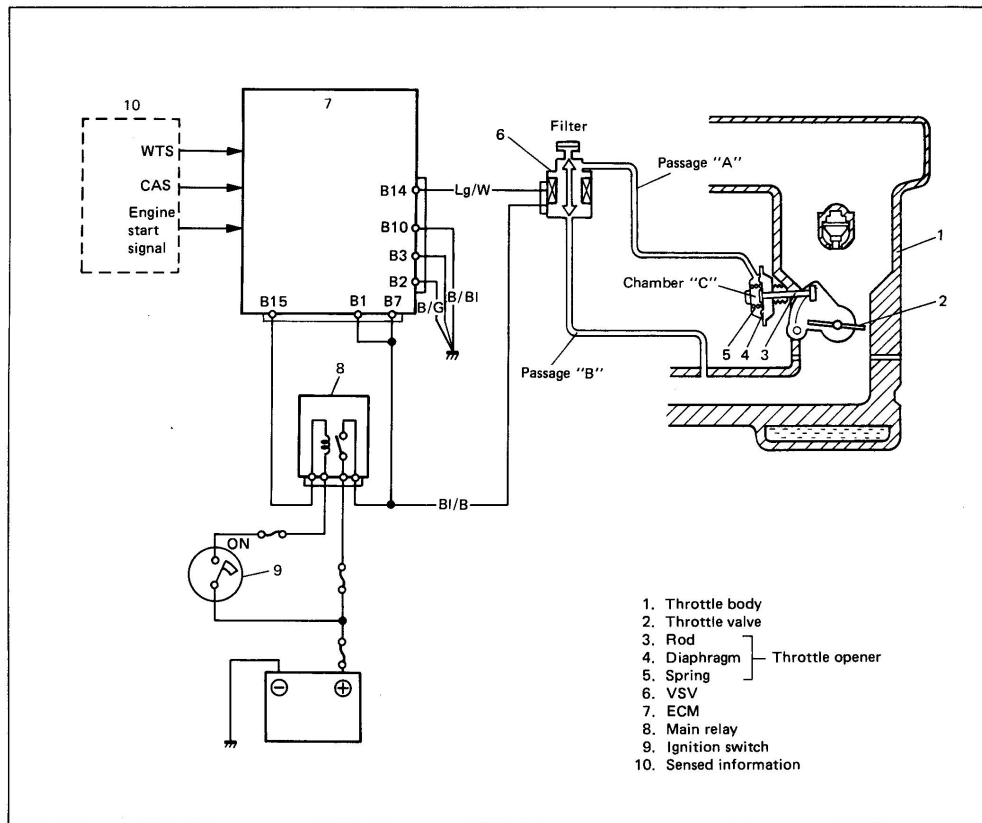 10
7
WTS
CAS
Engine
start
signal
B14
Lg/W
B10
B3
B2
B/G
B/Bl
B15
B1
B7
6
Filter
Passage "A"
Chamber "C"
5
4
3
1
2
Passage "B"
8
Bl/B
ON
9
1. Throttle body
2. Throttle valve
3. Rod
4. Diaphragm
5. Spring
Throttle opener
6. VSV
7. ECM
8. Main relay
9. Ignition switch
10. Sensed information